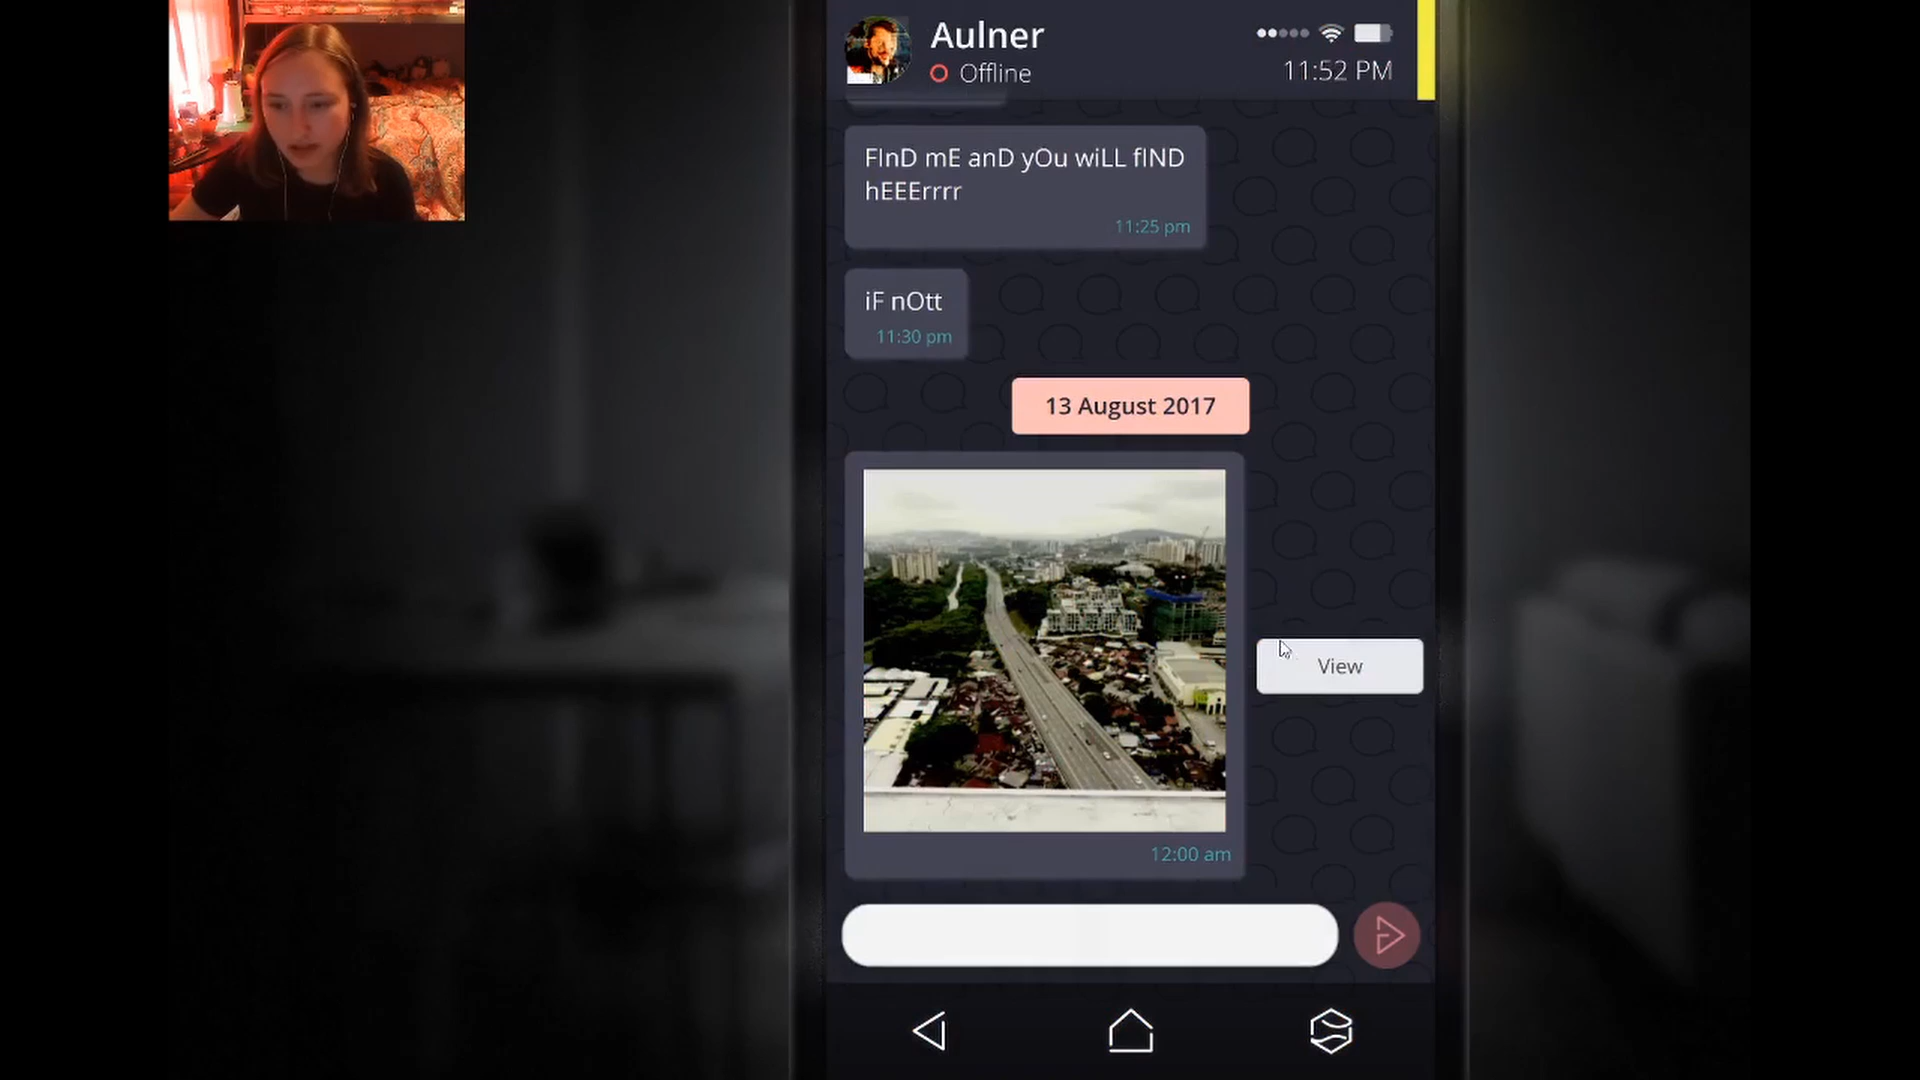 Aulner
Offline
11:52 PM
FInD mE anD yOu wiLL fIND
hEEErrrr
11:25 pm
iF nOtt
11:30 pm
13 August 2017
View
12:00 am